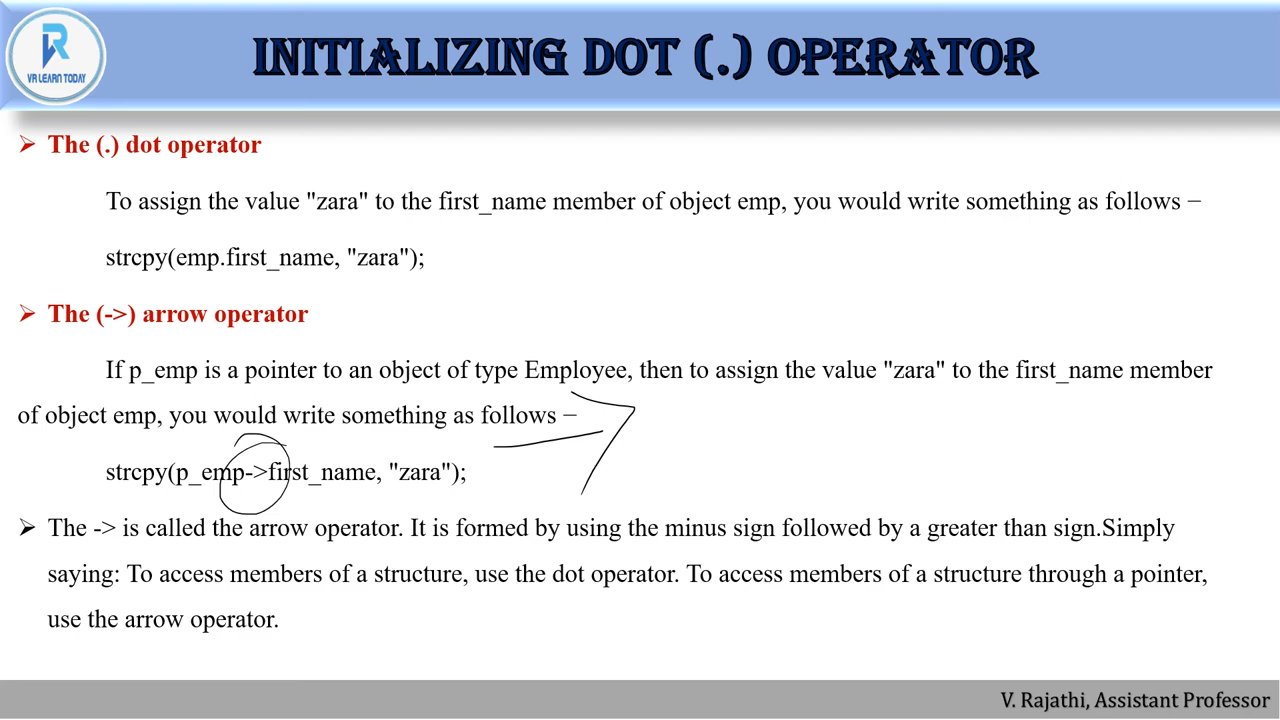 VR LEARN TODAY
INITIALIZING DOT (.) OPERATOR
➢ The (.) dot operator
To assign the value "zara" to the first_name member of object emp, you would write something as follows −
strcpy(emp.first_name, "zara");
➢ The (->) arrow operator
If p_emp is a pointer to an object of type Employee, then to assign the value "zara" to the first_name member
of object emp, you would write something as follows −
strcpy(p_emp->first_name, "zara");
➢ The -> is called the arrow operator. It is formed by using the minus sign followed by a greater than sign.Simply
saying: To access members of a structure, use the dot operator. To access members of a structure through a pointer,
use the arrow operator.
V. Rajathi, Assistant Professor